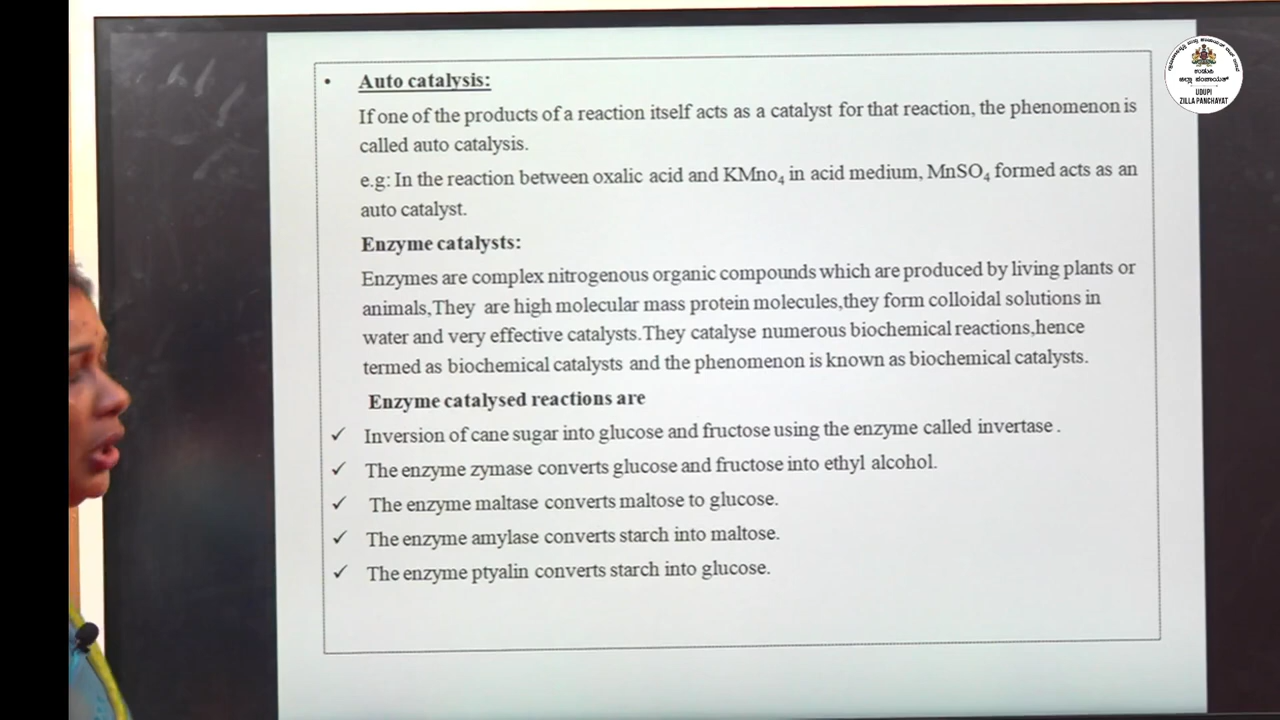 • Auto catalysis:
If one of the products of a reaction itself acts as a catalyst for that reaction, the phenomenon is
called auto catalysis.
e.g: In the reaction between oxalic acid and KMno₄ in acid medium, MnSO₄ formed acts as an
auto catalyst.
Enzyme catalysts:
Enzymes are complex nitrogenous organic compounds which are produced by living plants or
animals,They are high molecular mass protein molecules,they form colloidal solutions in
water and very effective catalysts.They catalyse numerous biochemical reactions,hence
termed as biochemical catalysts and the phenomenon is known as biochemical catalysts.
Enzyme catalysed reactions are
✓ Inversion of cane sugar into glucose and fructose using the enzyme called invertase .
✓ The enzyme zymase converts glucose and fructose into ethyl alcohol.
✓ The enzyme maltase converts maltose to glucose.
✓ The enzyme amylase converts starch into maltose.
✓ The enzyme ptyalin converts starch into glucose.
ಉಡುಪಿ
ಜಿಲ್ಲಾ ಪಂಚಾಯತ್
UDUPI
ZILLA PANCHAYAT